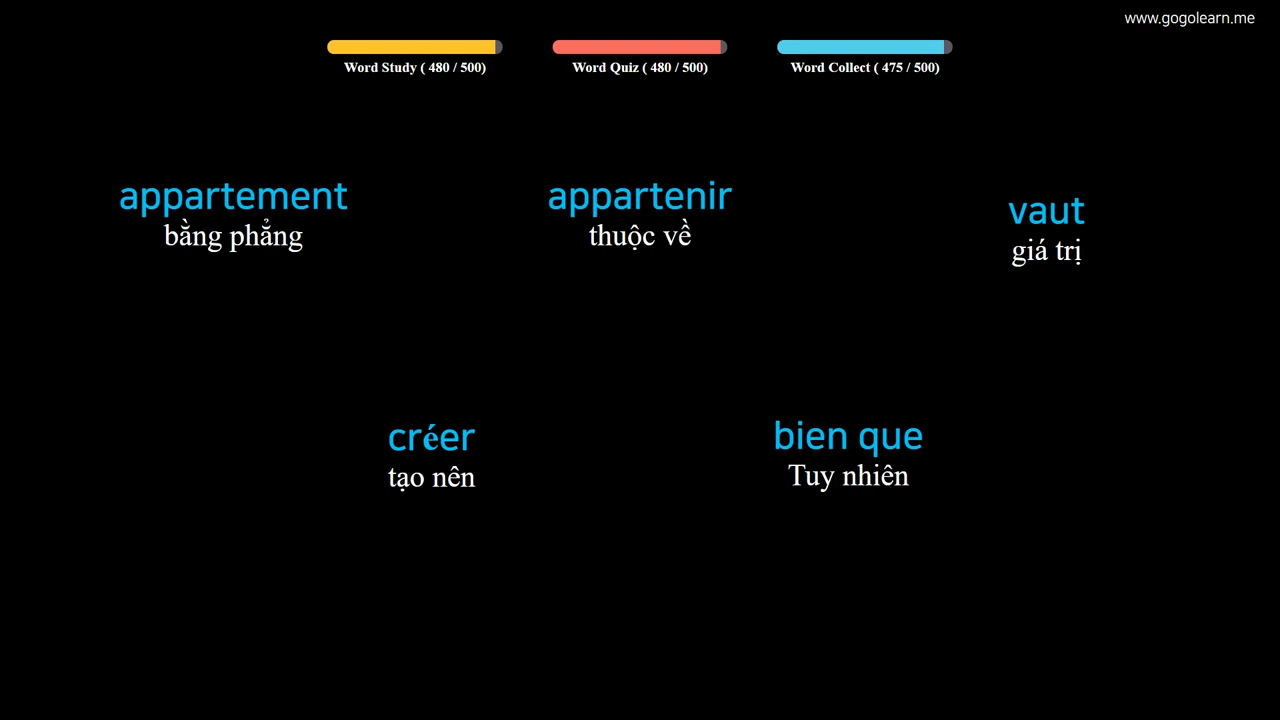 www.gogolearn.me
Word Study ( 480 / 500)
Word Quiz ( 480 / 500)
Word Collect ( 475 / 500)
appartement
bằng phẳng
appartenir
thuộc về
vaut
giá trị
créer
tạo nên
bien que
Tuy nhiên